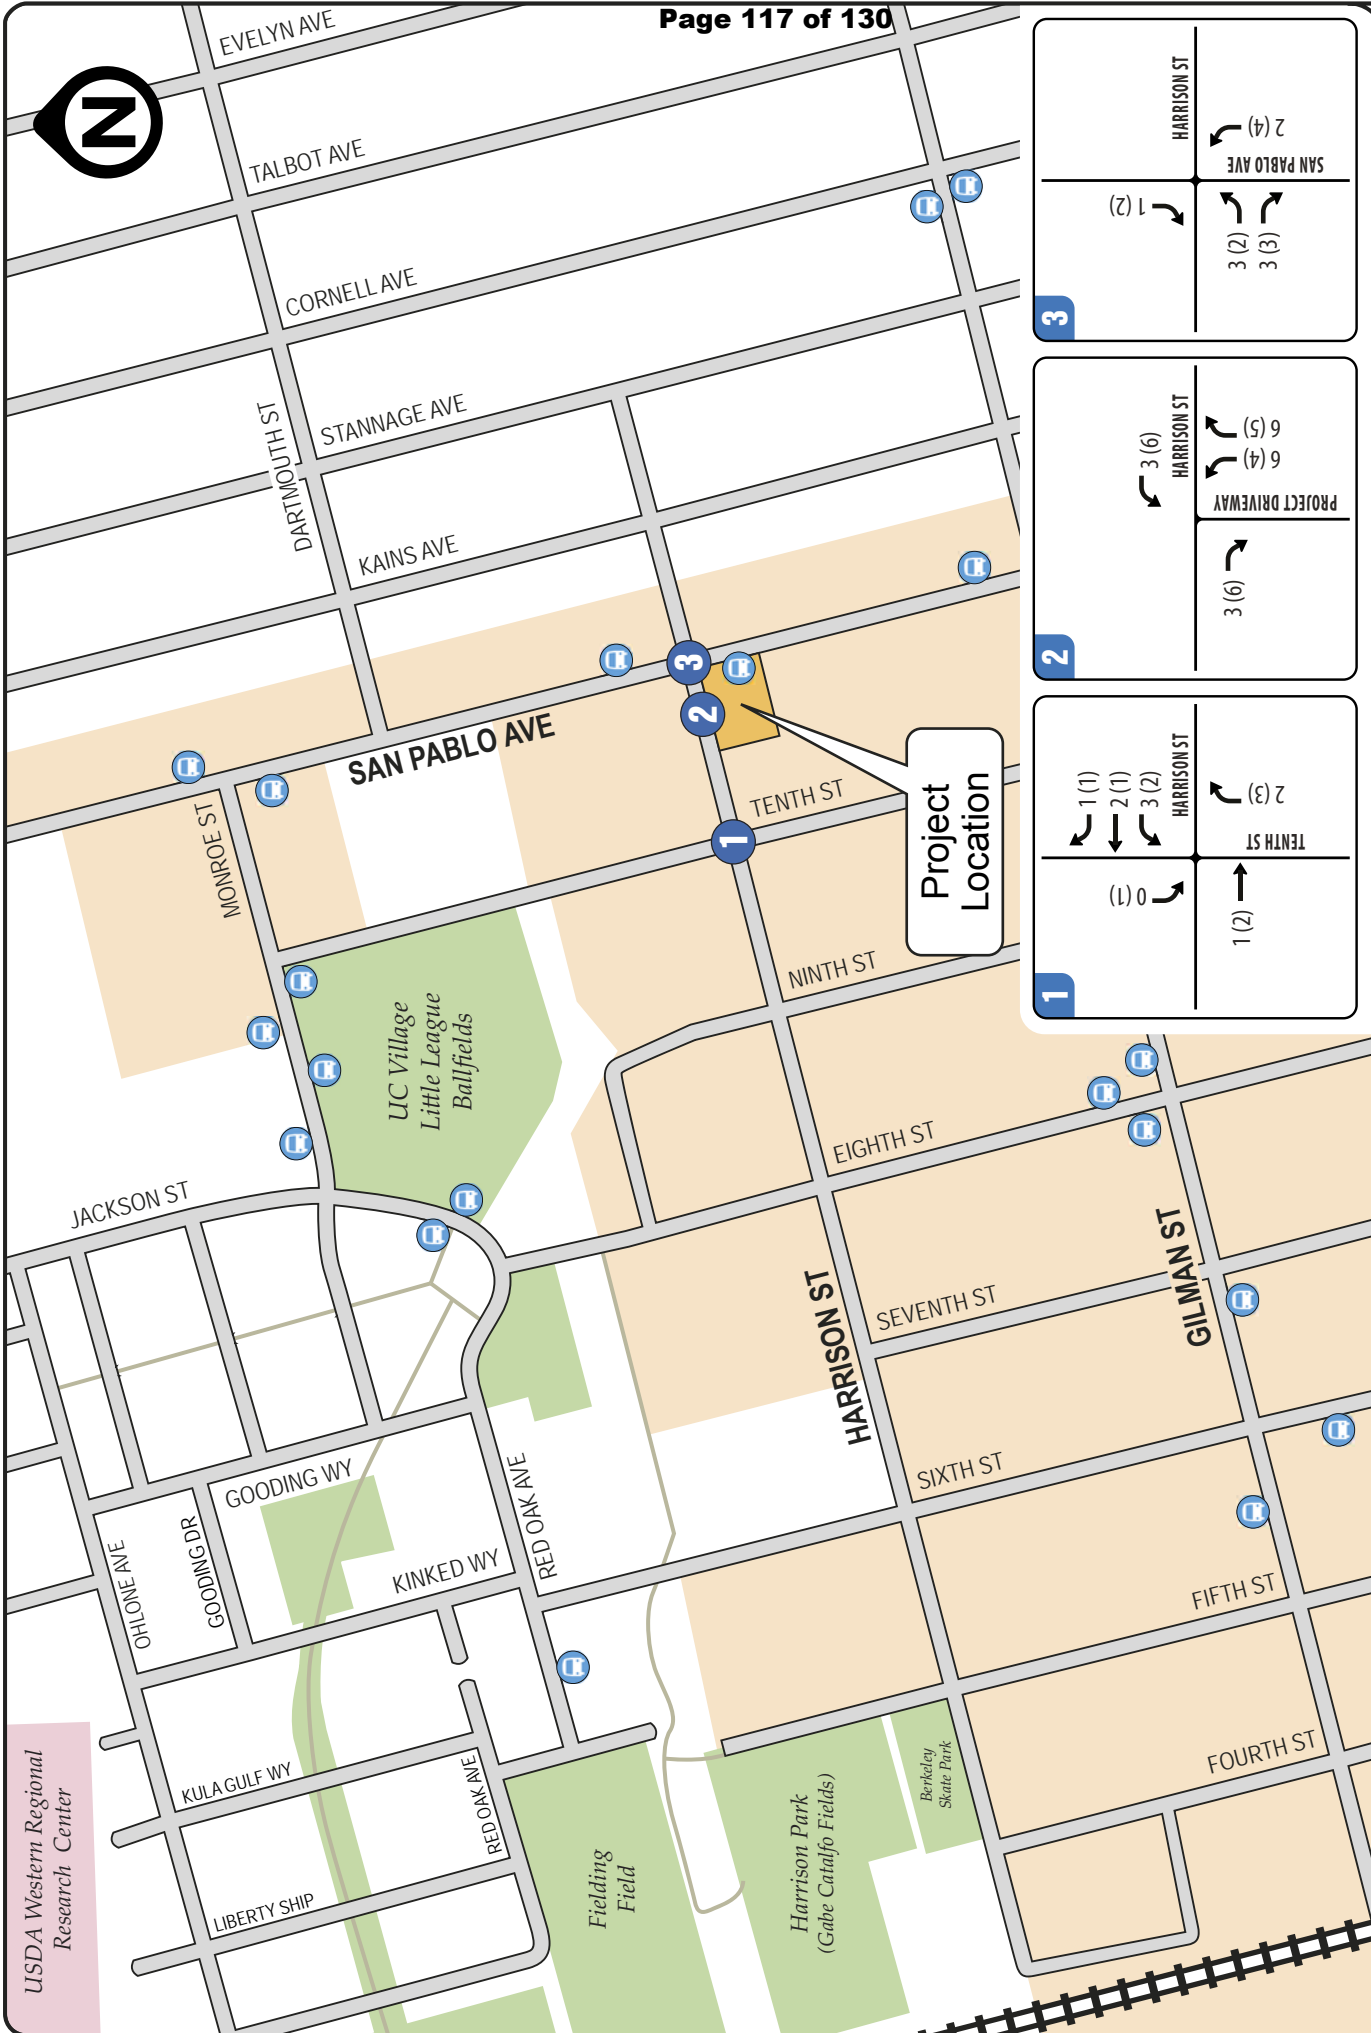 Page 117 of 130
N
EVELYN AVE
TALBOT AVE
CORNELL AVE
STANNAGE AVE
DARTMOUTH ST
KAINS AVE
SAN PABLO AVE
MONROE ST
TENTH ST
Project
Location
NINTH ST
UC Village
Little League
Ballfields
EIGHTH ST
JACKSON ST
SEVENTH ST
HARRISON ST
GILMAN ST
SIXTH ST
GOODING WY
RED OAK AVE
GOODING DR
OHLONE AVE
KINKED WY
FIFTH ST
FOURTH ST
KULA GULF WY
RED OAK AVE
LIBERTY SHIP
USDA Western Regional
Research Center
Fielding
Field
Harrison Park
(Gabe Catalfo Fields)
Berkeley
Skate Park
1
2
3
1
0 (1)
1 (1)
2 (1)
3 (2)
HARRISON ST
TENTH ST
1 (2)
2 (3)
2
3 (6)
HARRISON ST
PROJECT DRIVEWAY
3 (6)
6 (4)
6 (5)
3
1 (2)
HARRISON ST
SAN PABLO AVE
3 (2)
3 (3)
2 (4)